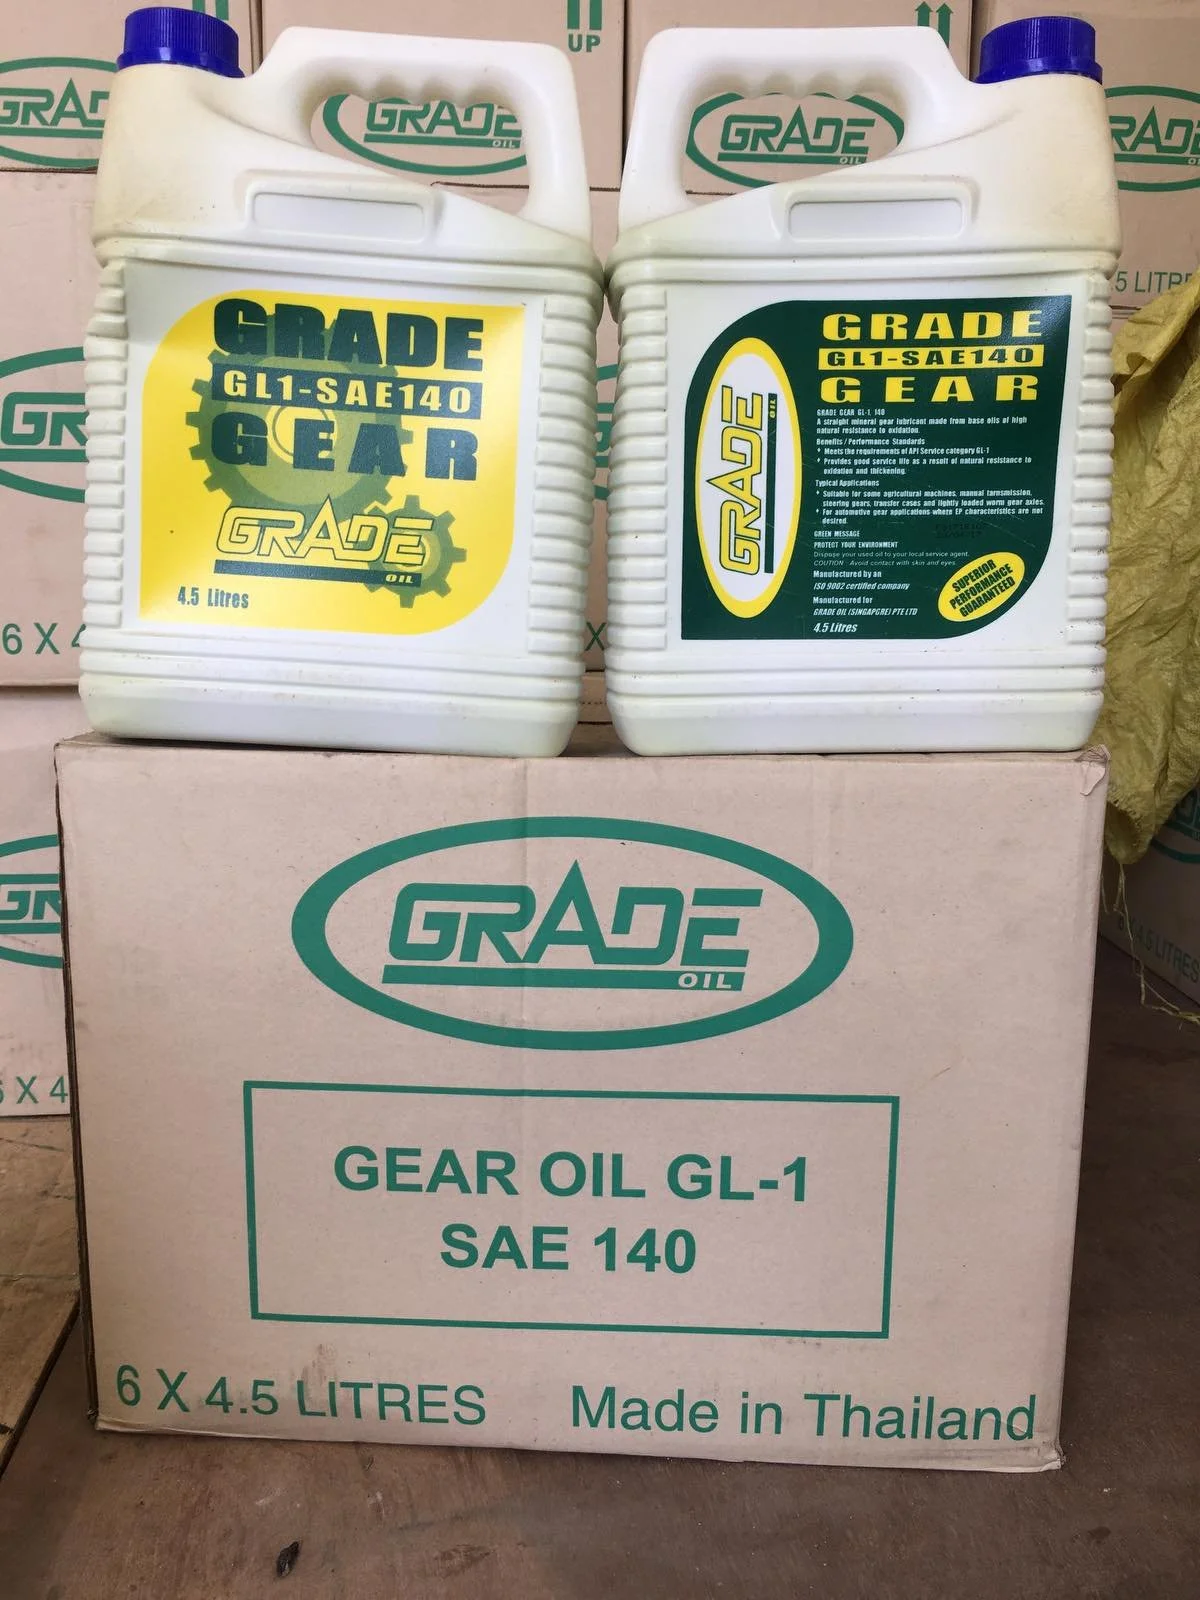 UP
GRADE
OIL
GRADE
OIL
GRADE
GL1-SAE140
GEAR
GRADE
OIL
4.5 Litres
GRADE
GL1-SAE140
GEAR
GRADE
OIL
GRADE GEAR GL-1, 140
A straight mineral gear lubricant made from base oils of high
natural resistance to oxidation.
Benefits / Performance Standards
* Meets the requirements of API Service category GL-1
* Provides good service life as a result of natural resistance to
oxidation and thickening.
Typical Applications
* Suitable for some agricultural machines, manual tarnsmission,
steering gears, transfer cases and lightly loaded worm gear axles.
* For automotive gear applications where EP characteristics are not
desired.
GREEN MESSAGE
PROTECT YOUR ENVIRONMENT
Dispose your used oil to your local service agent.
CAUTION : Avoid contact with skin and eyes.
Manufactured by an
ISO 9002 certified company
Manufactured for
GRADE OIL (SINGAPGRE) PTE LTD
4.5 Litres
SUPERIOR
PERFORMANCE
GUARANTEED
GRADE
OIL
GEAR OIL GL-1
SAE 140
6 X 4.5 LITRES Made in Thailand